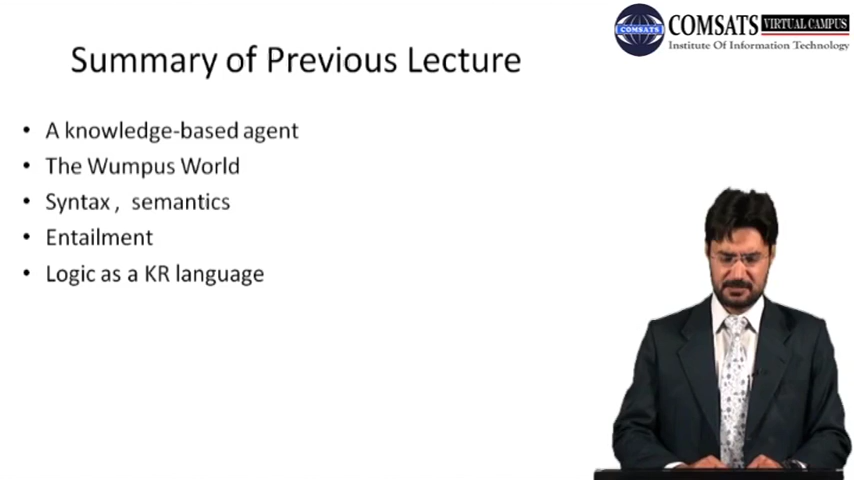 COMSATS VIRTUAL CAMPUS
COMSATS
Institute Of Information Technology
Summary of Previous Lecture
• A knowledge-based agent
• The Wumpus World
• Syntax , semantics
• Entailment
• Logic as a KR language